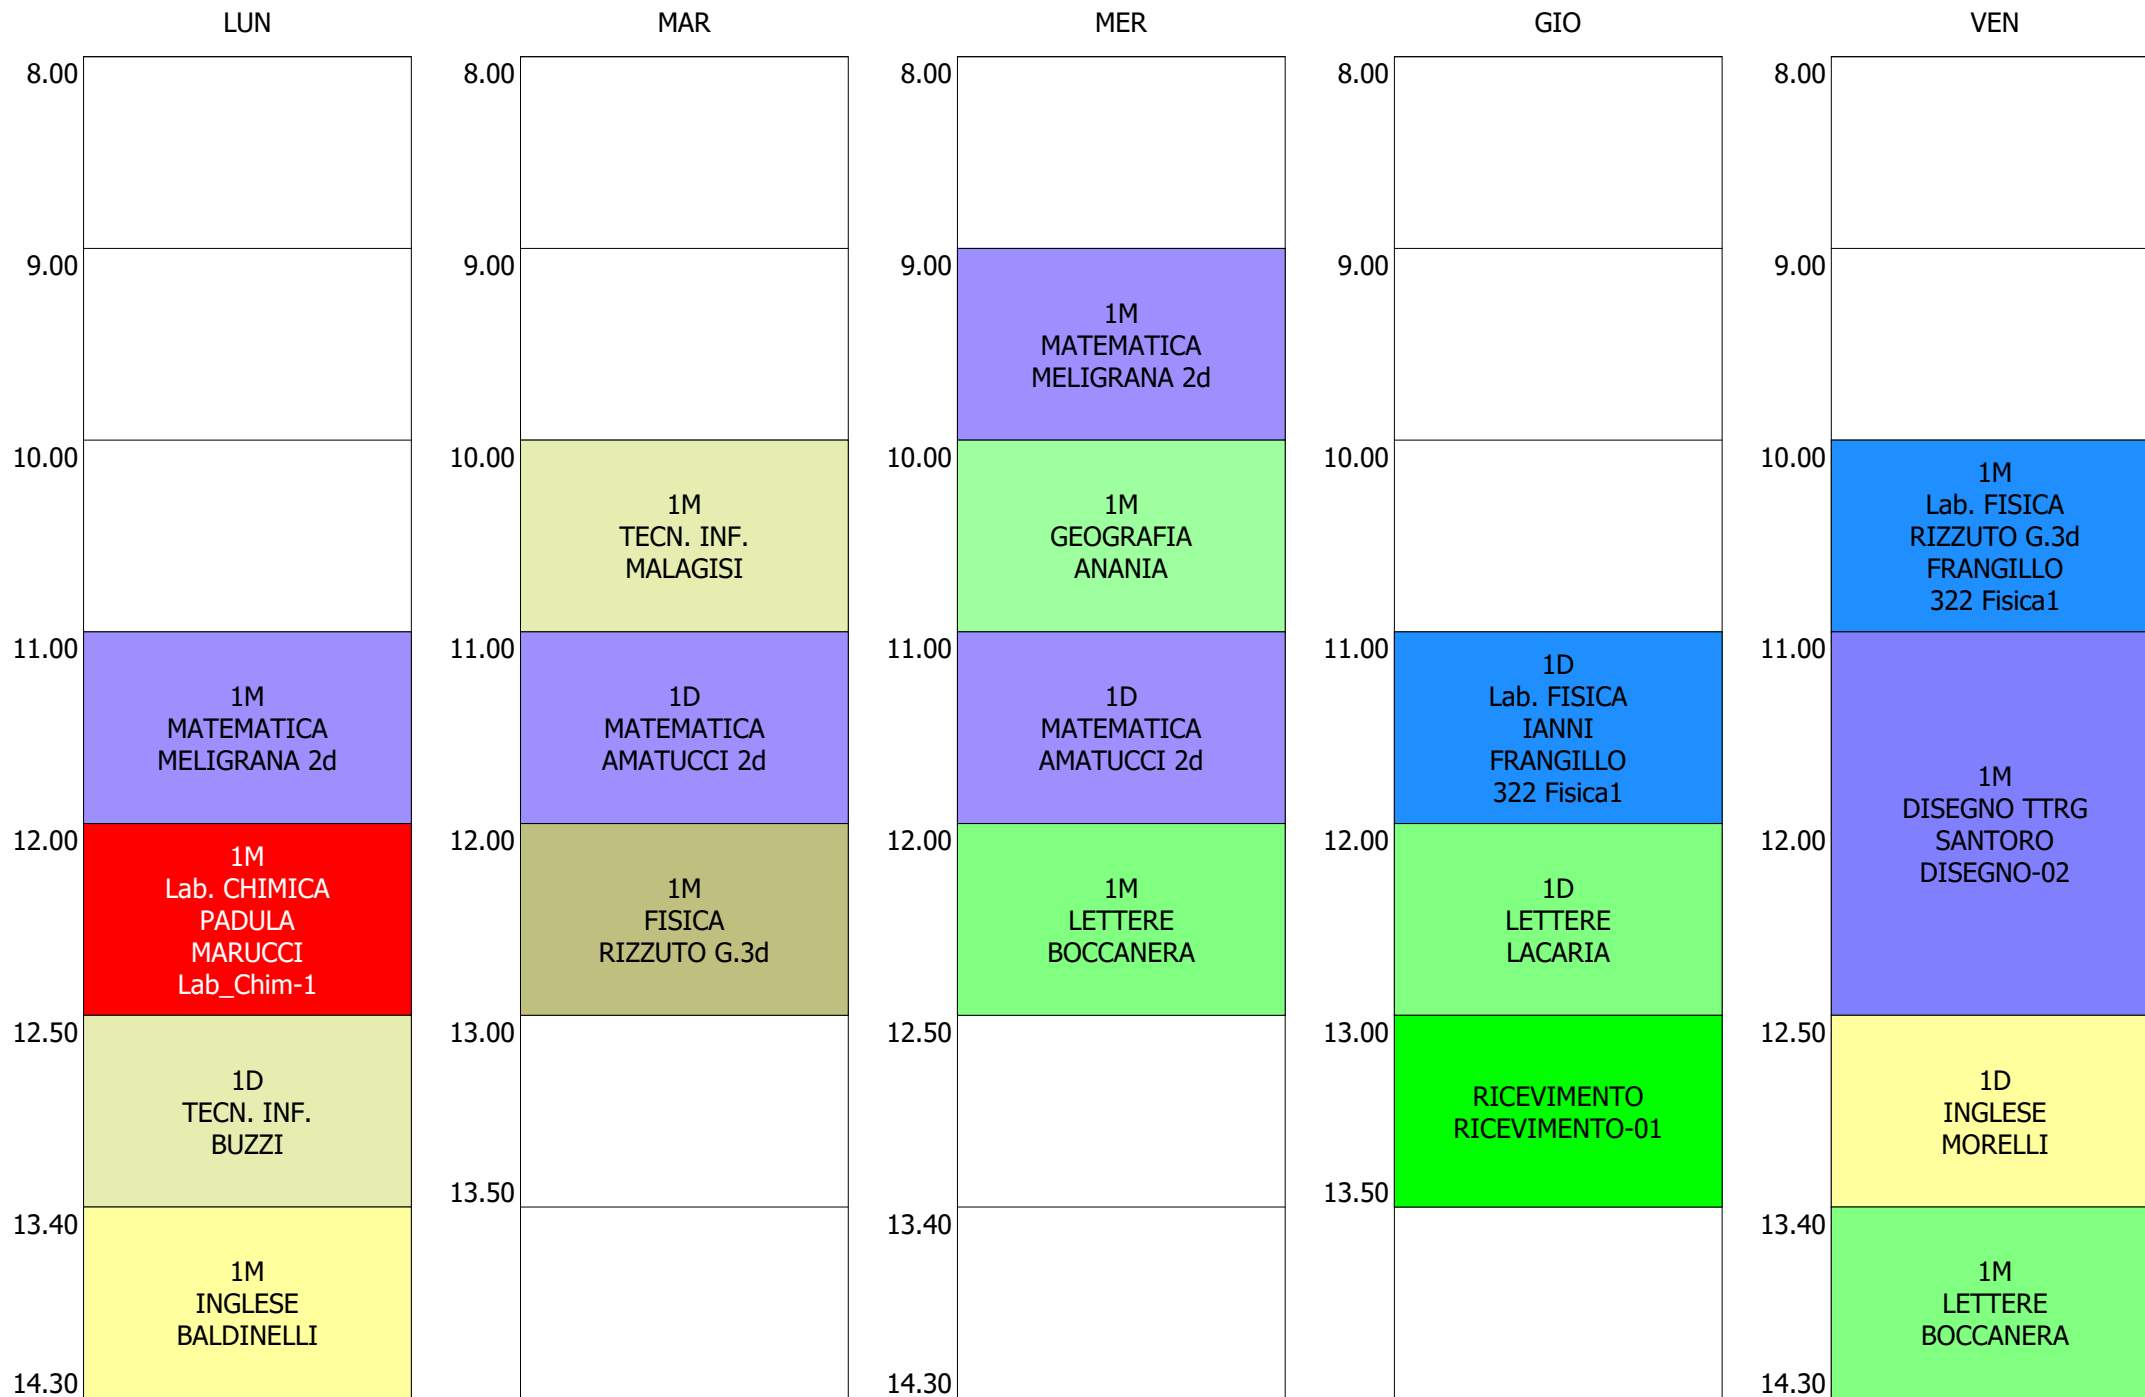 LUN
8.00
9.00
10.00
11.00
1M
MATEMATICA
MELIGRANA 2d
12.00
1M
Lab. CHIMICA
PADULA
MARUCCI
Lab_Chim-1
12.50
1D
TECN. INF.
BUZZI
13.40
1M
INGLESE
BALDINELLI
14.30
MAR
8.00
9.00
10.00
1M
TECN. INF.
MALAGISI
11.00
1D
MATEMATICA
AMATUCCI 2d
12.00
1M
FISICA
RIZZUTO G.3d
13.00
13.50
MER
8.00
9.00
1M
MATEMATICA
MELIGRANA 2d
10.00
1M
GEOGRAFIA
ANANIA
11.00
1D
MATEMATICA
AMATUCCI 2d
12.00
1M
LETTERE
BOCCANERA
12.50
13.40
14.30
GIO
8.00
9.00
10.00
11.00
1D
Lab. FISICA
IANNI
FRANGILLO
322 Fisica1
12.00
1D
LETTERE
LACARIA
13.00
RICEVIMENTO
RICEVIMENTO-01
13.50
VEN
8.00
9.00
10.00
1M
Lab. FISICA
RIZZUTO G.3d
FRANGILLO
322 Fisica1
11.00
1M
DISEGNO TTRG
12.00
SANTORO
DISEGNO-02
12.50
1D
INGLESE
MORELLI
13.40
1M
LETTERE
BOCCANERA
14.30